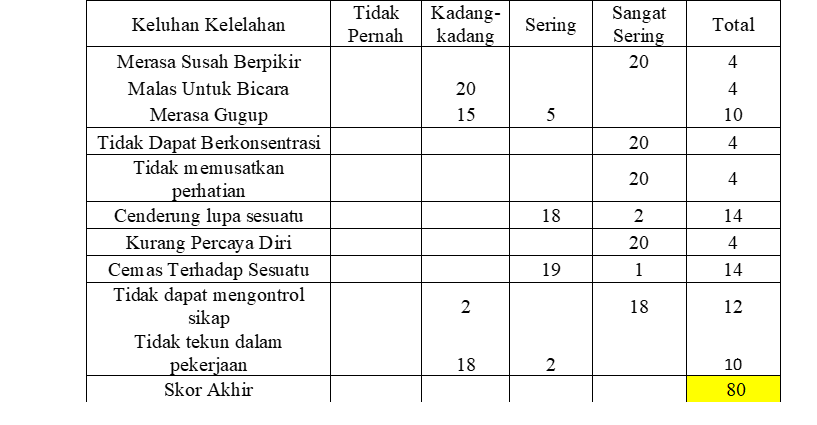 Keluhan Kelelahan Tidak Pernah Kadang-kadang Sering Sangat Sering Total
Merasa Susah Berpikir 20 4
Malas Untuk Bicara 20 4
Merasa Gugup 15 5 10
Tidak Dapat Berkonsentrasi 20 4
Tidak memusatkan perhatian 20 4
Cenderung lupa sesuatu 18 2 14
Kurang Percaya Diri 20 4
Cemas Terhadap Sesuatu 19 1 14
Tidak dapat mengontrol sikap 2 18 12
Tidak tekun dalam pekerjaan 18 2 10
Skor Akhir 80